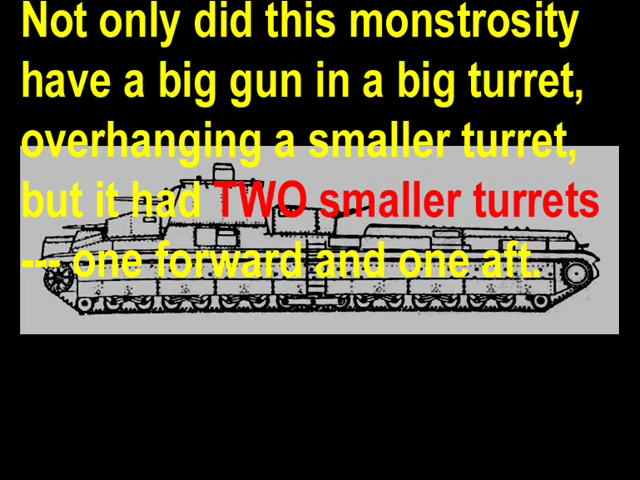 Not only did this monstrosity
have a big gun in a big turret,
overhanging a smaller turret,
but it had TWO smaller turrets
--- one forward and one aft.